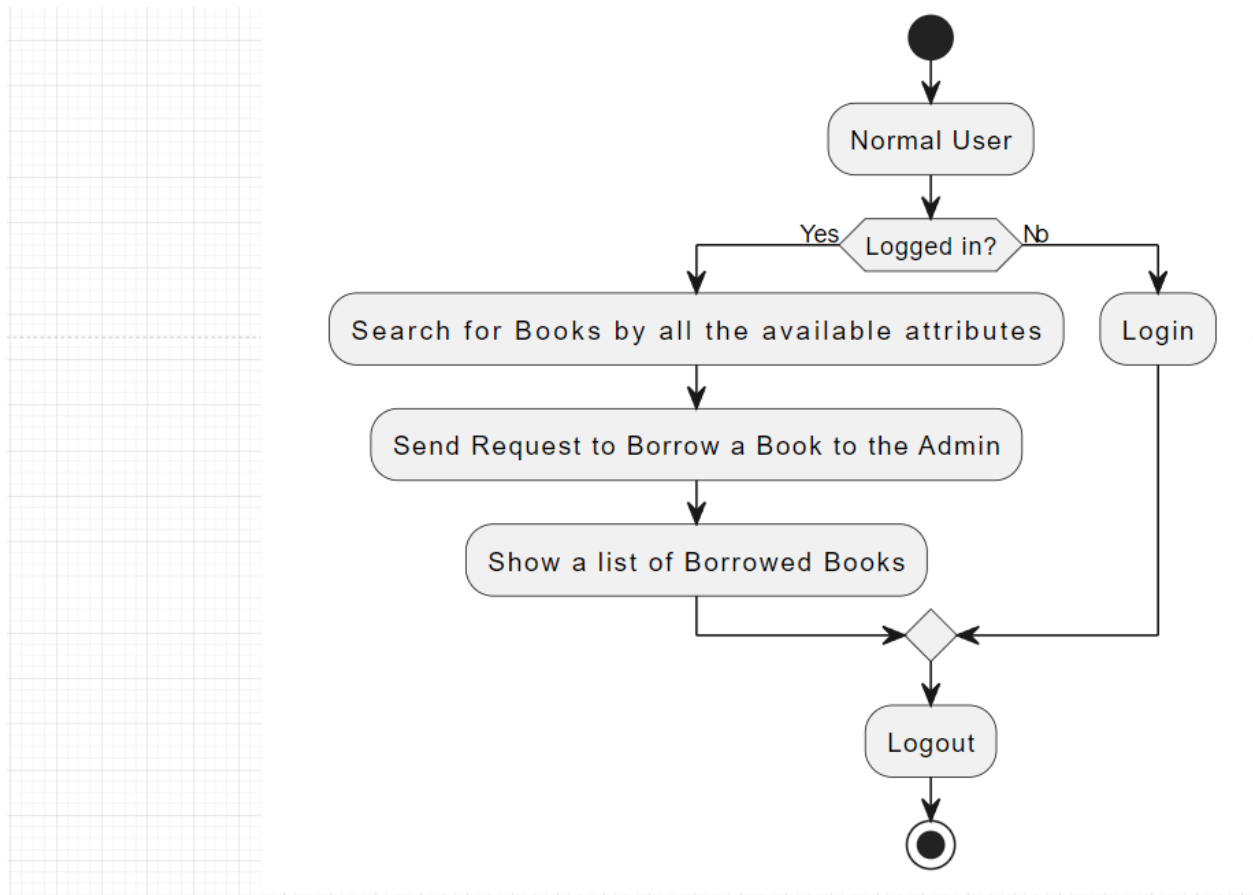 Normal User
Yes
Logged in?
No
Search for Books by all the available attributes
Login
Send Request to Borrow a Book to the Admin
Show a list of Borrowed Books
Logout